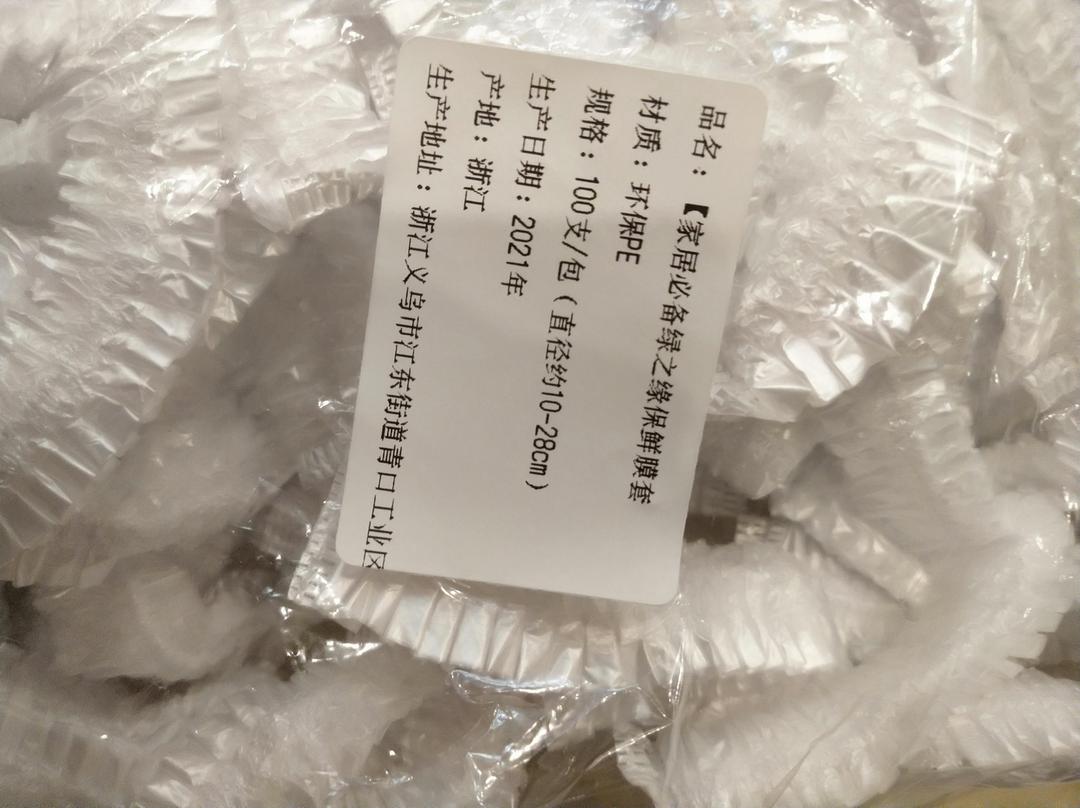 品名：【家居必备绿之缘保鲜膜套
材质：环保PE
规格：100支/包（直径约10-28cm）
生产日期：2021年
产地：浙江
生产地址：浙江义乌市江东街道青口工业区